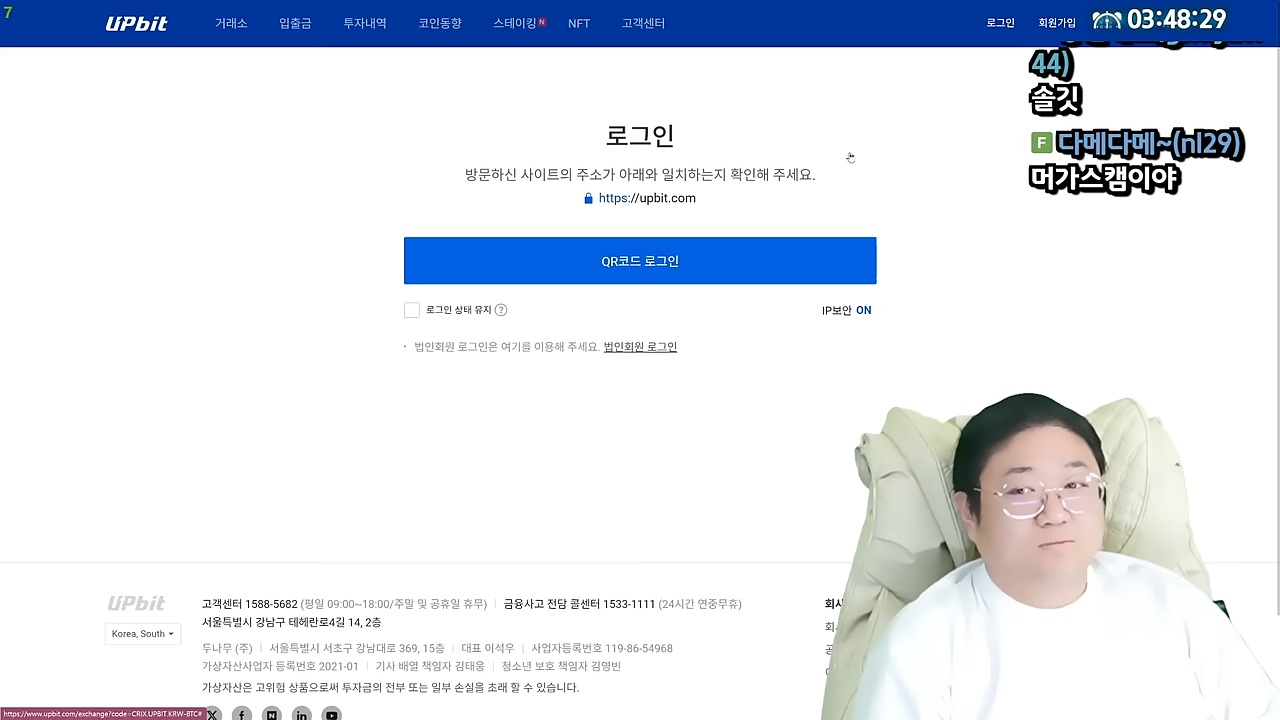 7
UPbit
거래소
입출금
투자내역
코인동향
스테이킹 N
NFT
고객센터
로그인
회원가입
03:48:29
44)
솔깃
F 다메다메~(nl29)
머가스캠이야
로그인
방문하신 사이트의 주소가 아래와 일치하는지 확인해 주세요.
https://upbit.com
QR코드 로그인
로그인 상태 유지 ?
IP보안 ON
· 법인회원 로그인은 여기를 이용해 주세요. 법인회원 로그인
UPbit
Korea, South
고객센터 1588-5682 (평일 09:00~18:00/주말 및 공휴일 휴무) | 금융사고 전담 콜센터 1533-1111 (24시간 연중무휴)
서울특별시 강남구 테헤란로4길 14, 2층
두나무 (주) | 서울특별시 서초구 강남대로 369, 15층 | 대표 이석우 | 사업자등록번호 119-86-54968
가상자산사업자 등록번호 2021-01 | 기사 배열 책임자 김태웅 | 청소년 보호 책임자 김영빈
가상자산은 고위험 상품으로써 투자금의 전부 또는 일부 손실을 초래 할 수 있습니다.
https://www.upbit.com/exchange?code=CRIX.UPBIT.KRW-BTC#